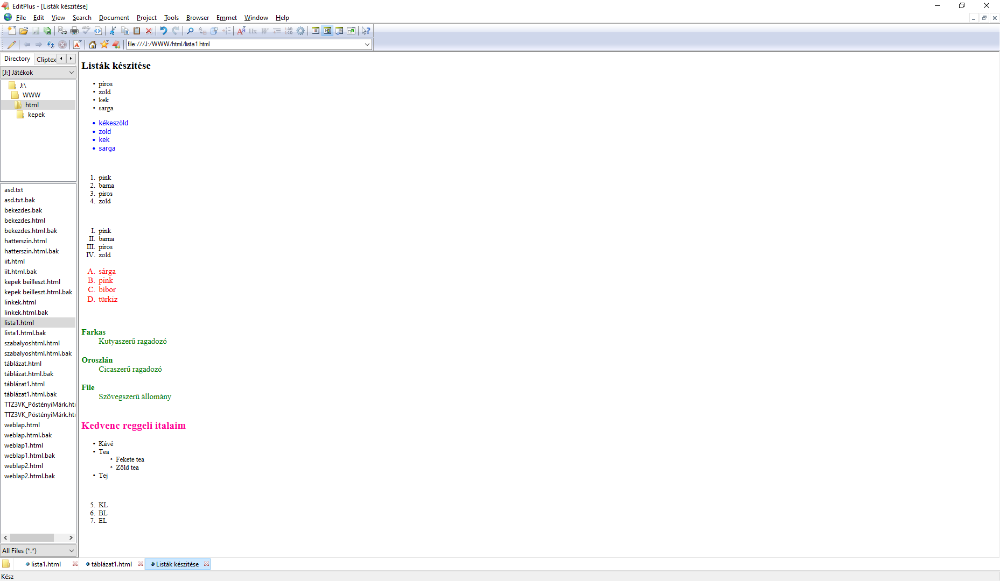 EditPlus - [Listák készitése]
File Edit View Search Document Project Tools Browser Emmet Window Help
file:///J:/WWW/html/lista1.html
Directory Cliptex
[J:] Játékok
J:\
WWW
html
kepek
asd.txt
asd.txt.bak
bekezdes.bak
bekezdes.html
bekezdes.html.bak
hatterszin.html
hatterszin.html.bak
iit.html
iit.html.bak
kepek beilleszt.html
kepek beilleszt.html.bak
linkek.html
linkek.html.bak
lista1.html
lista1.html.bak
szabalyoshtml.html
szabalyoshtml.html.bak
táblázat.html
táblázat.html.bak
táblázat1.html
táblázat1.html.bak
TTZ3VK_PöstényiMárk.htm
TTZ3VK_PöstényiMárk.htm
weblap.html
weblap.html.bak
weblap1.html
weblap1.html.bak
weblap2.html
weblap2.html.bak
All Files (*.*)
Listák készitése
• piros
• zold
• kek
• sarga
• kékeszöld
• zold
• kek
• sarga
1. pink
2. barna
3. piros
4. zold
I. pink
II. barna
III. piros
IV. zold
A. sárga
B. pink
C. bíbor
D. türkiz
Farkas
Kutyaszerű ragadozó
Oroszlán
Cicaszerű ragadozó
File
Szövegszerű állomány
Kedvenc reggeli italaim
• Kávé
• Tea
◦ Fekete tea
◦ Zöld tea
• Tej
5. KL
6. BL
7. EL
lista1.html táblázat1.html Listák készitése
Kész